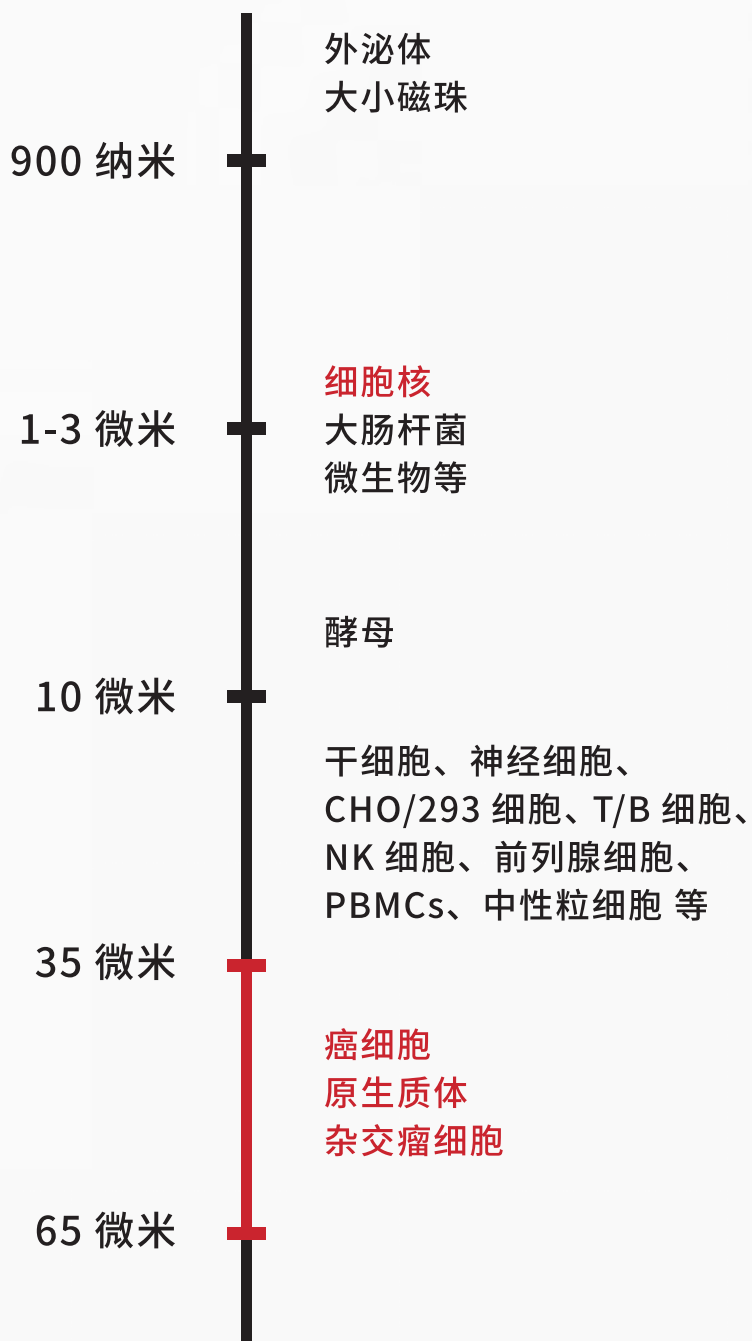 外泌体
大小磁珠
900 纳米
细胞核
1-3 微米
大肠杆菌
微生物等
酵母
10 微米
干细胞、神经细胞、
CHO/293 细胞、T/B 细胞、
NK 细胞、前列腺细胞、
PBMCs、中性粒细胞 等
35 微米
癌细胞
原生质体
杂交瘤细胞
65 微米